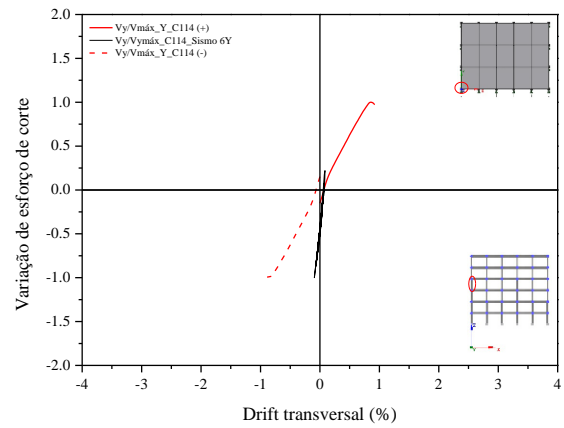 Vy/Vmáx_Y_C114 (+)
Vy/Vymáx_C114_Sismo 6Y
Vy/Vmáx_Y_C114 (-)
2.0
1.5
1.0
0.5
0.0
-0.5
-1.0
-1.5
-2.0
-4 -3 -2 -1 0 1 2 3 4
Variação de esforço de corte
Drift transversal (%)